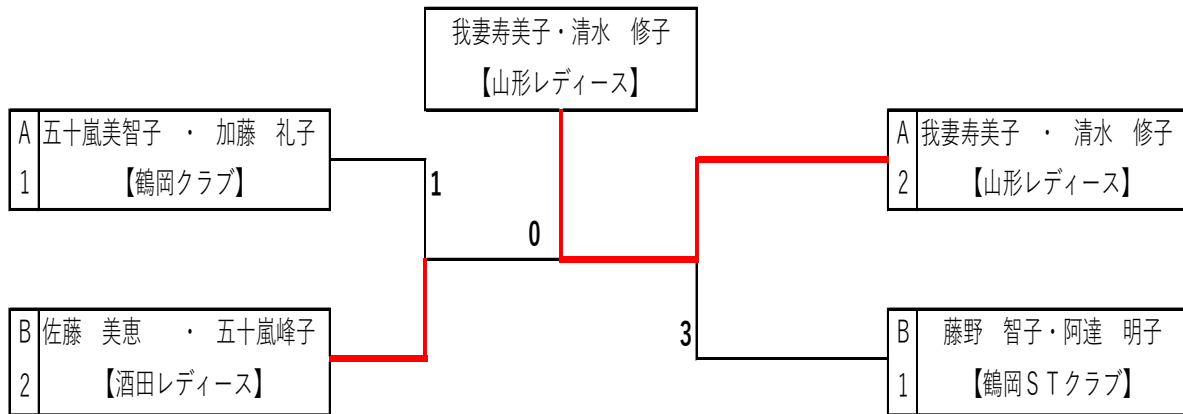 我妻寿美子・清水　修子
【山形レディース】
A 五十嵐美智子　・　加藤　礼子
1 【鶴岡クラブ】
A 我妻寿美子　・　清水　修子
2 【山形レディース】
1
0
B 佐藤　美恵　　・　五十嵐峰子
2 【酒田レディース】
3
B 藤野　智子・阿達　明子
1 【鶴岡ＳＴクラブ】